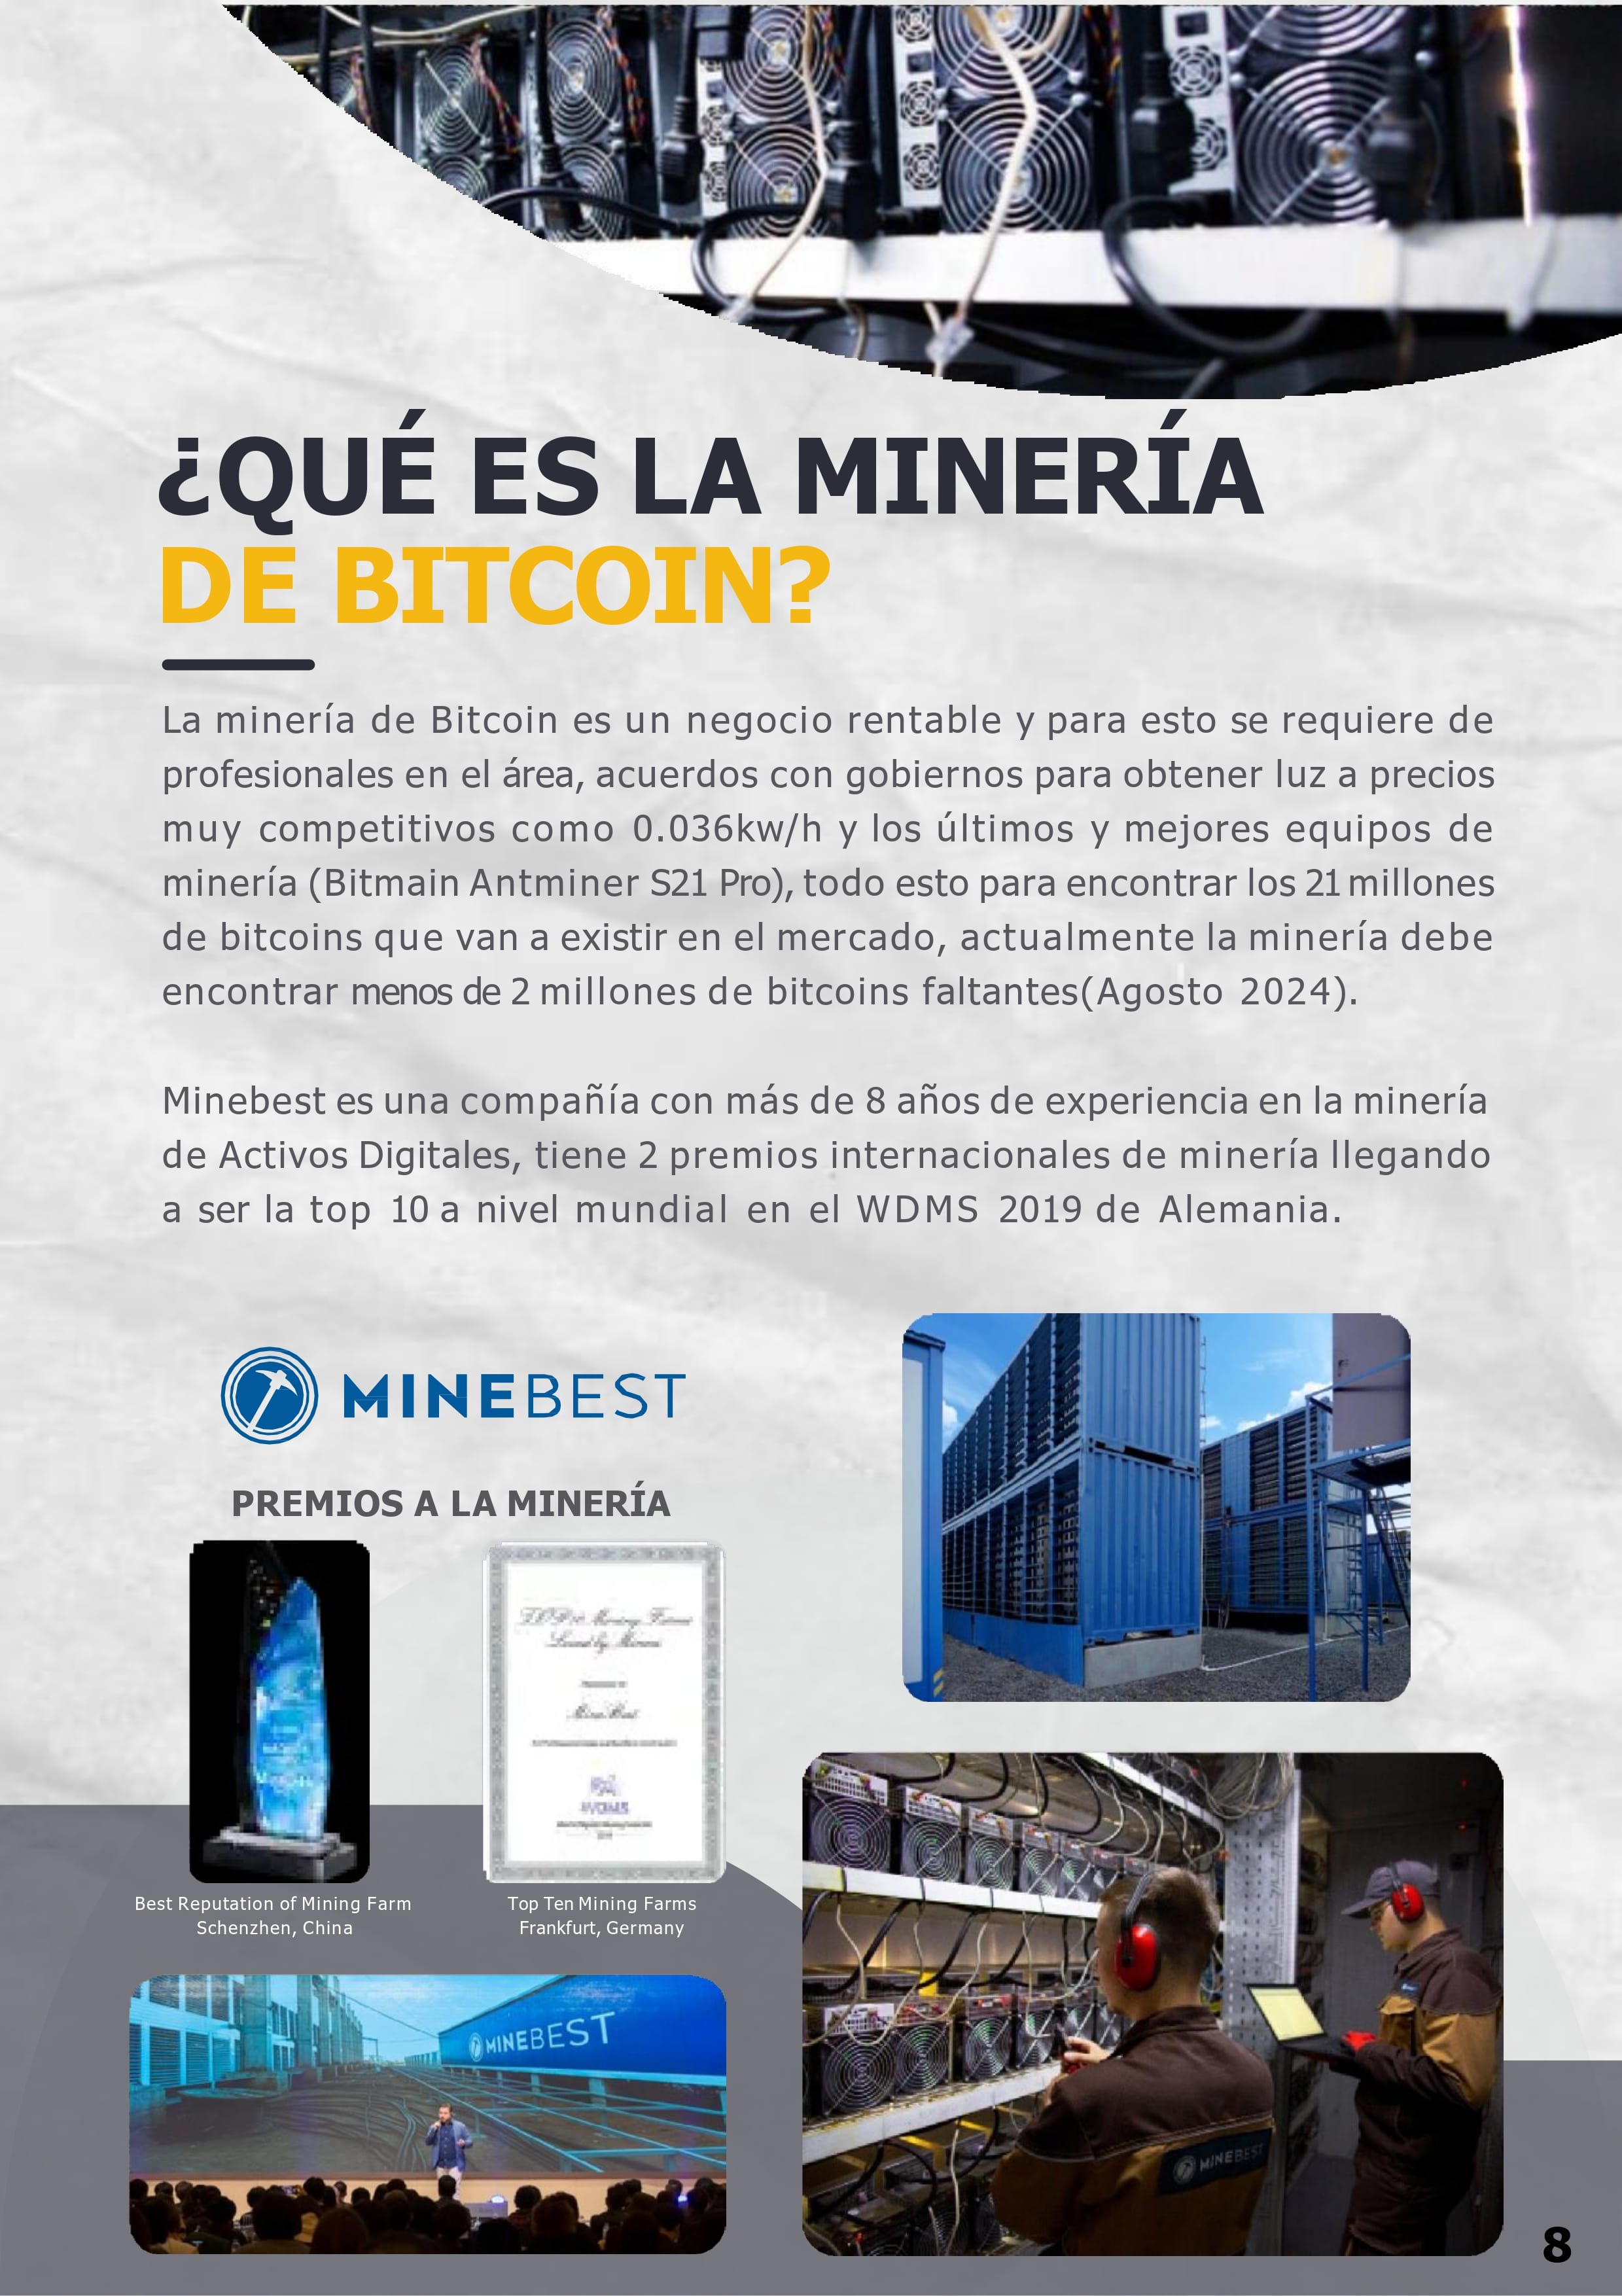 ¿QUÉ ES LA MINERÍA
DE BITCOIN?
La minería de Bitcoin es un negocio rentable y para esto se requiere de
profesionales en el área, acuerdos con gobiernos para obtener luz a precios
muy competitivos como 0.036kw/h y los últimos y mejores equipos de
minería (Bitmain Antminer S21 Pro), todo esto para encontrar los 21 millones
de bitcoins que van a existir en el mercado, actualmente la minería debe
encontrar menos de 2 millones de bitcoins faltantes(Agosto 2024).
Minebest es una compañía con más de 8 años de experiencia en la minería
de Activos Digitales, tiene 2 premios internacionales de minería llegando
a ser la top 10 a nivel mundial en el WDMS 2019 de Alemania.
MINEBEST
PREMIOS A LA MINERÍA
WDMS
Best Reputation of Mining Farm
Schenzhen, China
Top Ten Mining Farms
Frankfurt, Germany
MINEBEST
MINEBEST
8